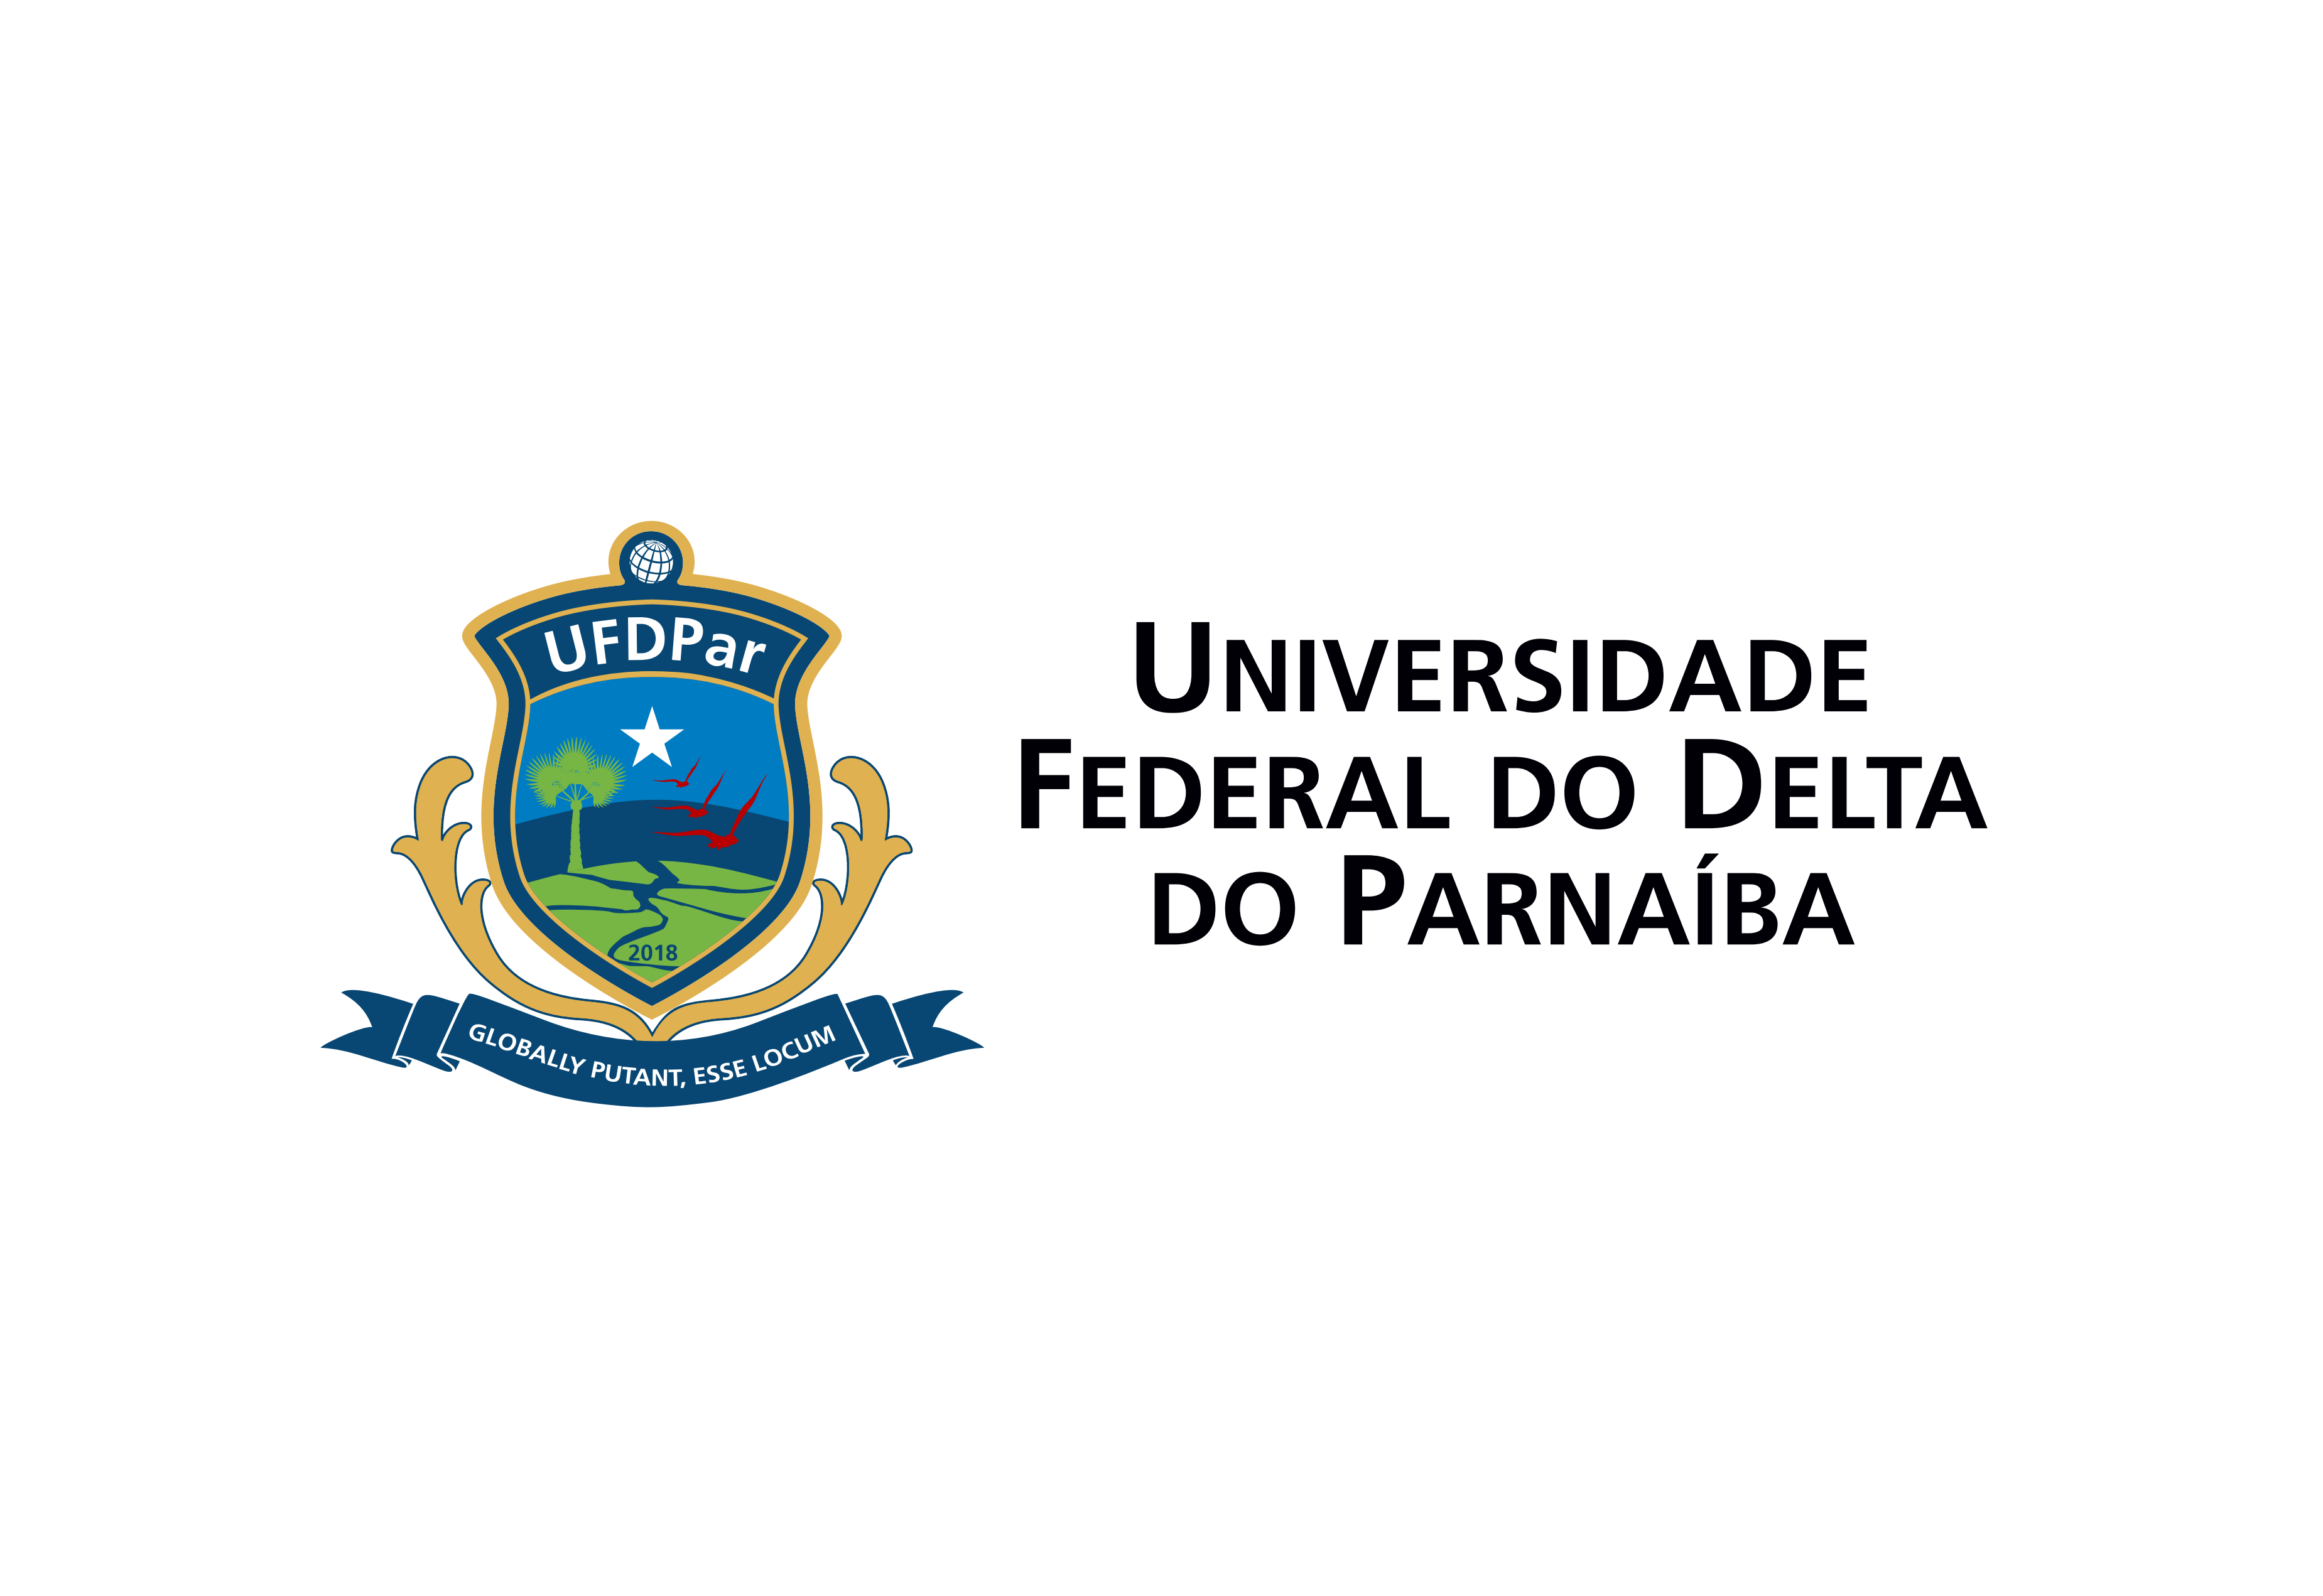 UFDPar
2018
GLOBALLY PUTANT, ESSE LOCUM
UNIVERSIDADE
FEDERAL DO DELTA
DO PARNAÍBA